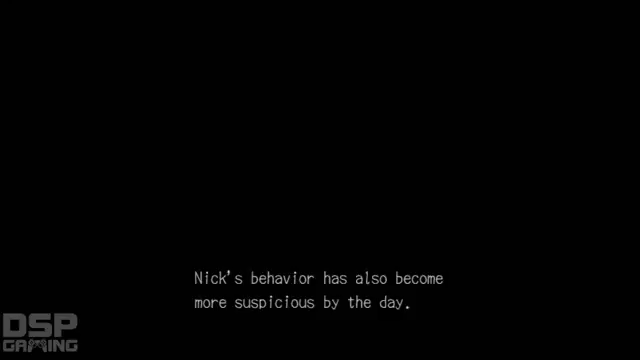 Nick's behavior has also become
more suspicious by the day.
DSP
GAMING